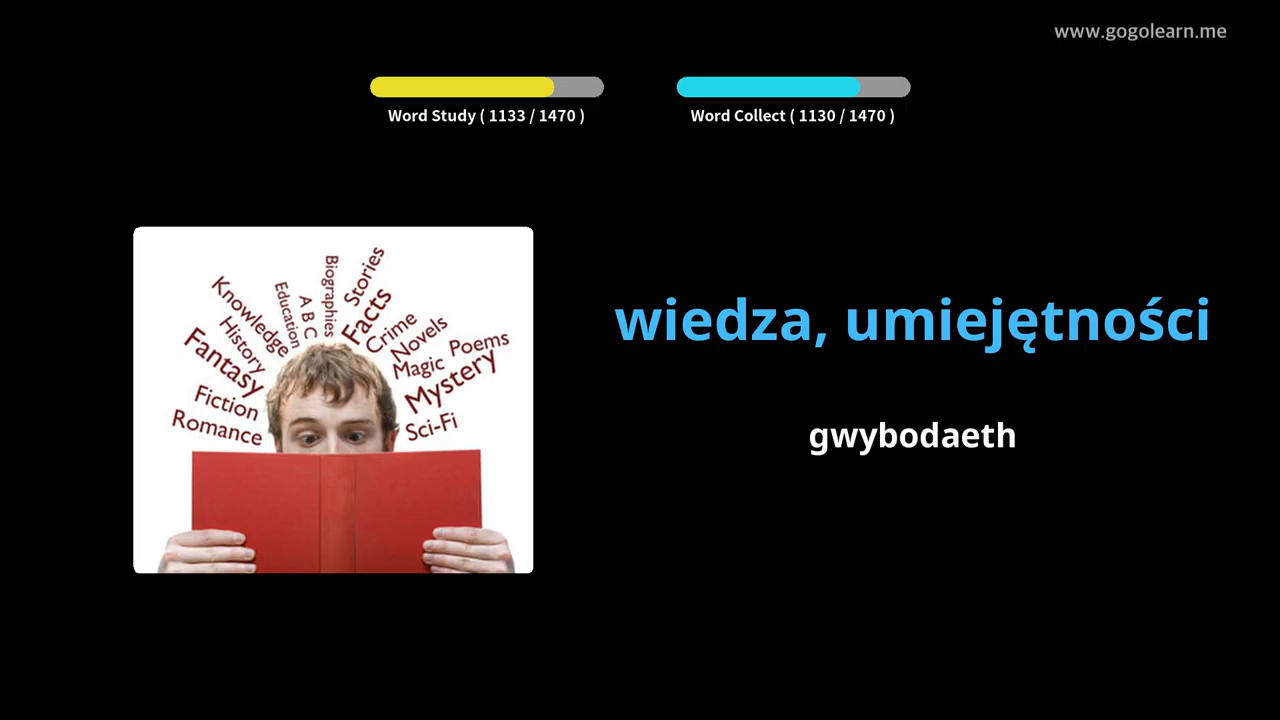 www.gogolearn.me
Word Study ( 1133 / 1470 )
Word Collect ( 1130 / 1470 )
Knowledge
Education
A B C
Biographies
Stories
Facts
History
Crime
Novels
Fantasy
Magic
Poems
Mystery
Fiction
Romance
Sci-Fi
wiedza, umiejętności
gwybodaeth